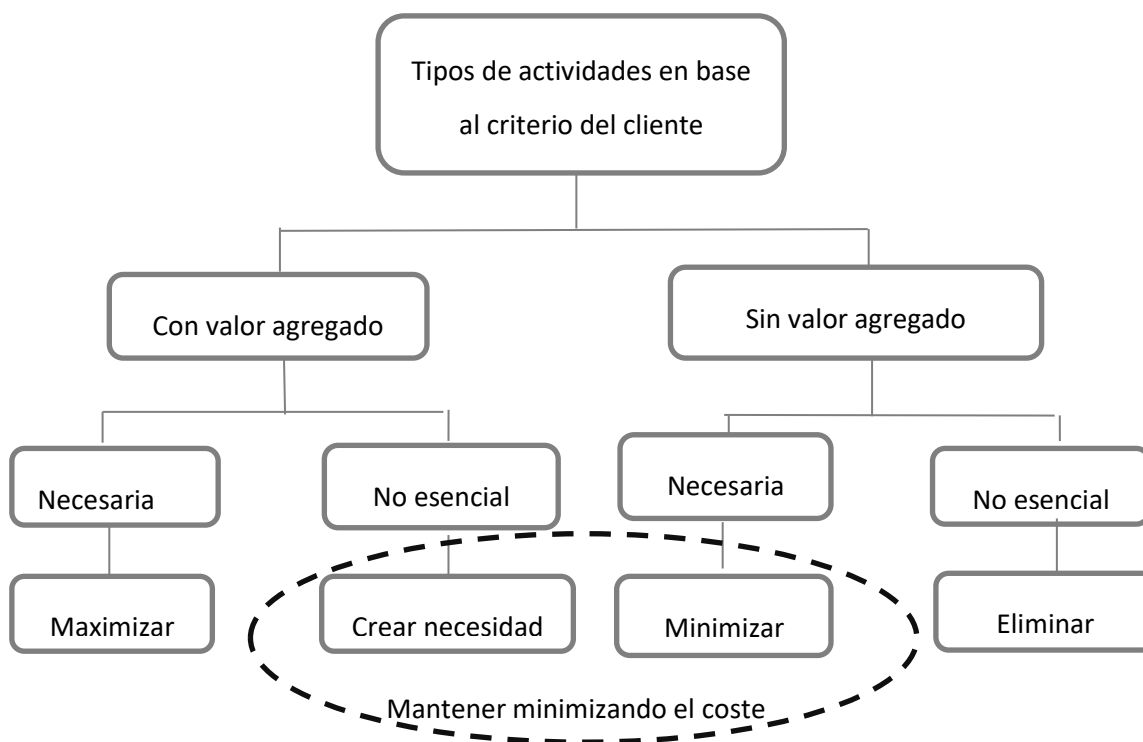 Tipos de actividades en base
al criterio del cliente
Con valor agregado
Sin valor agregado
Necesaria
No esencial
Necesaria
No esencial
Maximizar
Crear necesidad
Minimizar
Eliminar
Mantener minimizando el coste